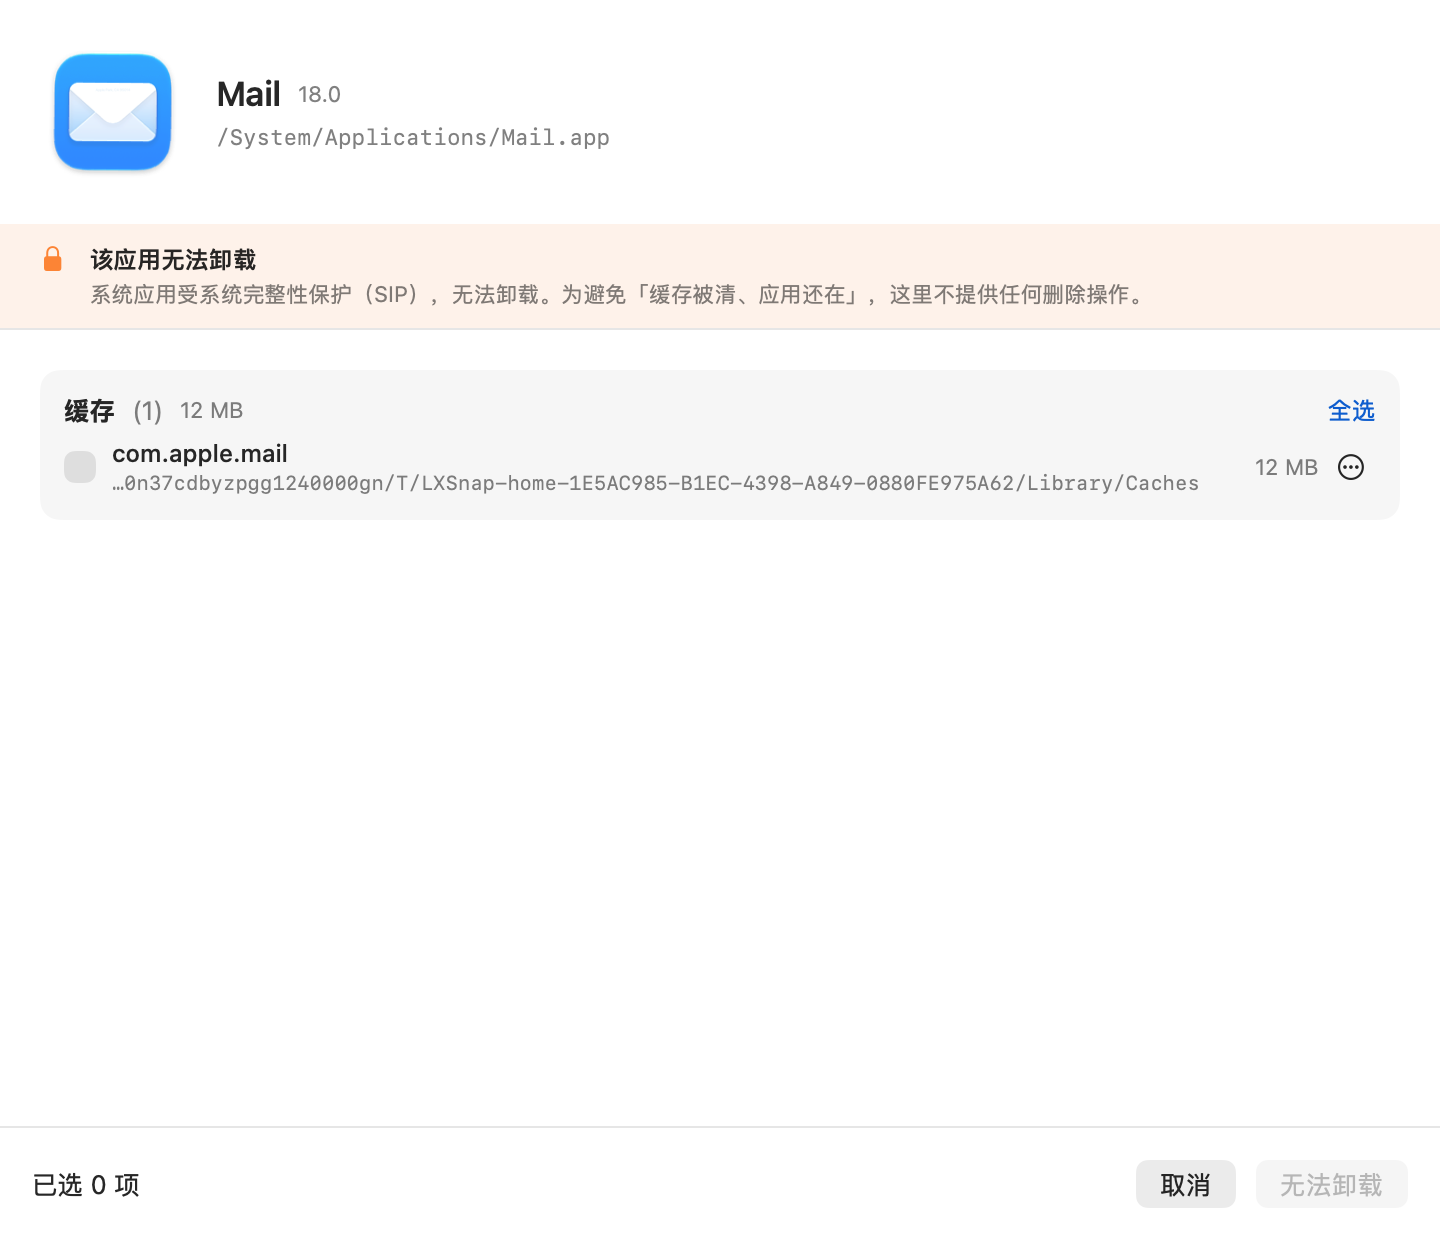 Mail 18.0
/System/Applications/Mail.app
该应用无法卸载
系统应用受系统完整性保护（SIP），无法卸载。为避免「缓存被清、应用还在」，这里不提供任何删除操作。
缓存 (1) 12 MB 全选
com.apple.mail
…0n37cdbyzpgg1240000gn/T/LXSnap-home-1E5AC985-B1EC-4398-A849-0880FE975A62/Library/Caches 12 MB
已选 0 项 取消 无法卸载